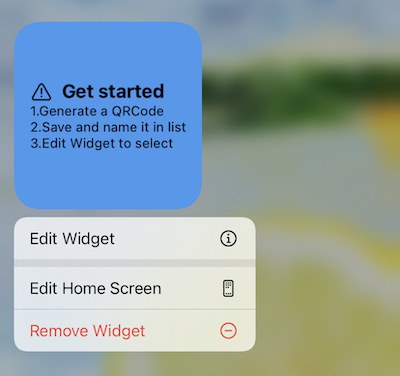 Get started
1.Generate a QRCode
2.Save and name it in list
3.Edit Widget to select
Edit Widget
Edit Home Screen
Remove Widget